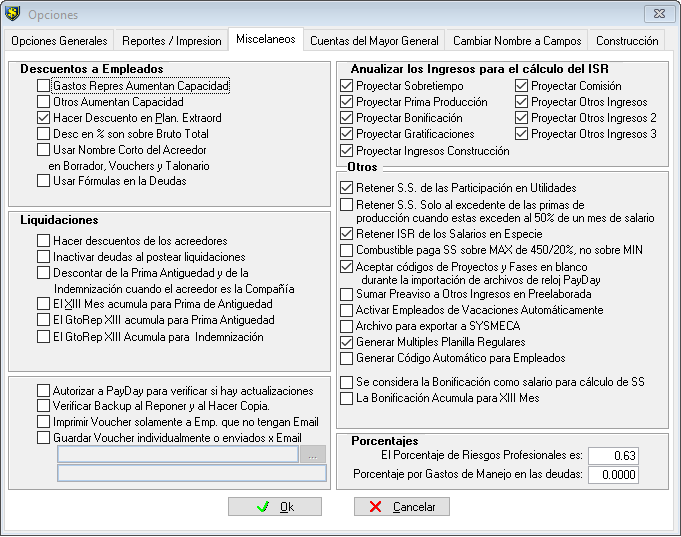 Opciones
Opciones Generales
Reportes / Impresion
Miscelaneos
Cuentas del Mayor General
Cambiar Nombre a Campos
Construcción
Descuentos a Empleados
Gastos Repres Aumentan Capacidad
Otros Aumentan Capacidad
Hacer Descuento en Plan. Extraord
Desc en % son sobre Bruto Total
Usar Nombre Corto del Acreedor
en Borrador, Vouchers y Talonario
Usar Fórmulas en la Deudas
Liquidaciones
Hacer descuentos de los acreedores
Inactivar deudas al postear liquidaciones
Descontar de la Prima Antiguedad y de la
Indemnización cuando el acreedor es la Compañía
El XIII Mes acumula para Prima de Antiguedad
El GtoRep XIII acumula para Prima Antiguedad
El GtoRep XIII Acumula para Indemnización
Autorizar a PayDay para verificar si hay actualizaciones
Verificar Backup al Reponer y al Hacer Copia.
Imprimir Voucher solamente a Emp. que no tengan Email
Guardar Voucher individualmente o enviados x Email
...
Anualizar los Ingresos para el cálculo del ISR
Proyectar Sobretiempo
Proyectar Comisión
Proyectar Prima Producción
Proyectar Otros Ingresos
Proyectar Bonificación
Proyectar Otros Ingresos 2
Proyectar Gratificaciones
Proyectar Otros Ingresos 3
Proyectar Ingresos Construcción
Otros
Retener S.S. de las Participación en Utilidades
Retener S.S. Solo al excedente de las primas de
producción cuando estas exceden al 50% de un mes de salario
Retener ISR de los Salarios en Especie
Combustible paga SS sobre MAX de 450/20%, no sobre MIN
Aceptar códigos de Proyectos y Fases en blanco
durante la importación de archivos de reloj PayDay
Sumar Preaviso a Otros Ingresos en Preelaborada
Activar Empleados de Vacaciones Automáticamente
Archivo para exportar a SYSMECA
Generar Multiples Planilla Regulares
Generar Código Automático para Empleados
Se considera la Bonificación como salario para cálculo de SS
La Bonificación Acumula para XIII Mes
Porcentajes
El Porcentaje de Riesgos Profesionales es: 0.63
Porcentaje por Gastos de Manejo en las deudas: 0.0000
Ok
Cancelar